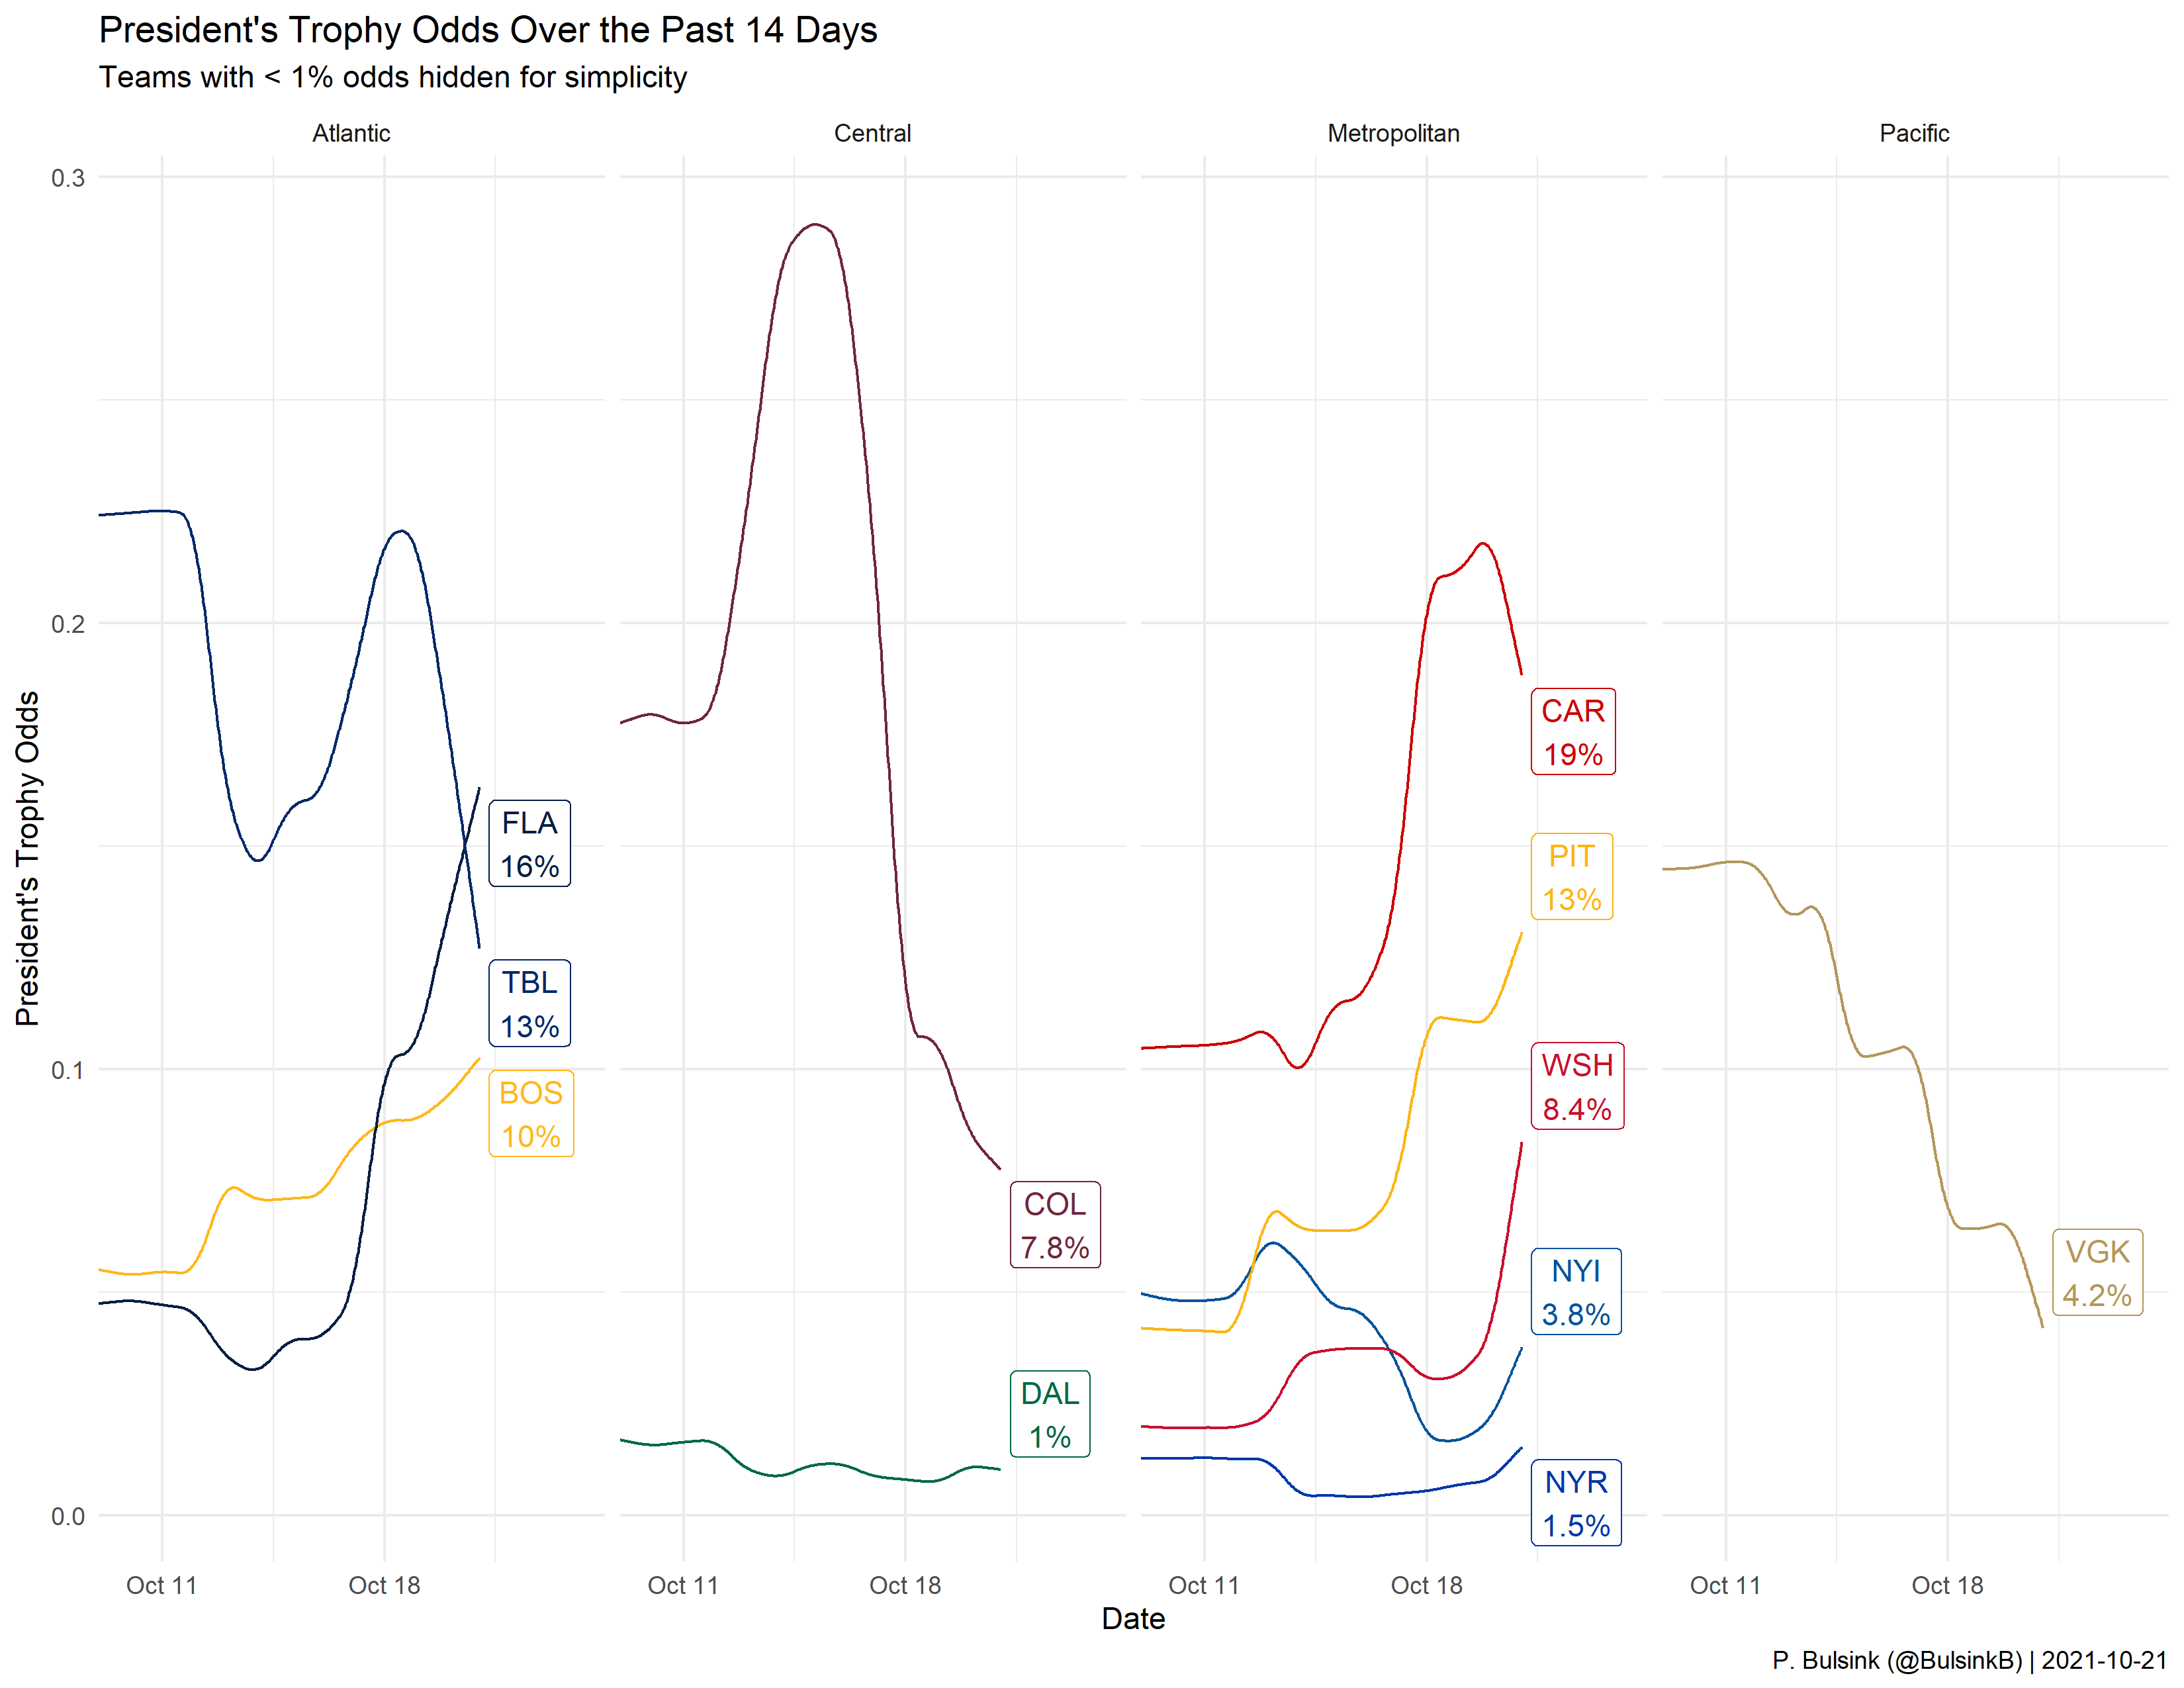 President's Trophy Odds Over the Past 14 Days
Teams with < 1% odds hidden for simplicity
Atlantic
Central
Metropolitan
Pacific
President's Trophy Odds
0.3
0.2
0.1
0.0
FLA
16%
TBL
13%
BOS
10%
COL
7.8%
DAL
1%
CAR
19%
PIT
13%
WSH
8.4%
NYI
3.8%
NYR
1.5%
VGK
4.2%
Oct 11
Oct 18
Oct 11
Oct 18
Oct 11
Oct 18
Oct 11
Oct 18
Date
P. Bulsink (@BulsinkB) | 2021-10-21